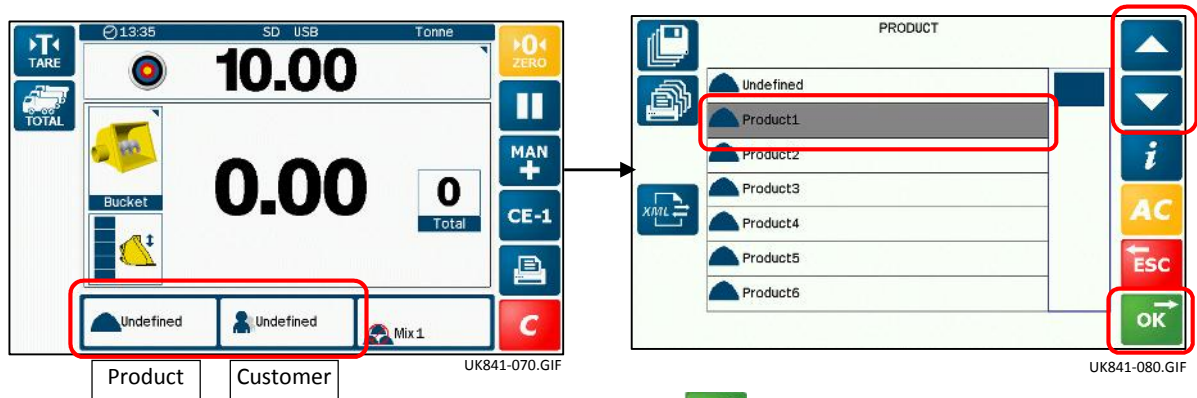 13:35 SD USB Tonne
TARE
10.00
0
ZERO
TOTAL
MAN
+
Bucket
0.00
0
Total
CE-1
Undefined
Undefined
Mix 1
C
UK841-070.GIF
Product
Customer
PRODUCT
Undefined
Product1
Product2
Product3
Product4
Product5
Product6
XML
i
AC
ESC
OK
UK841-080.GIF